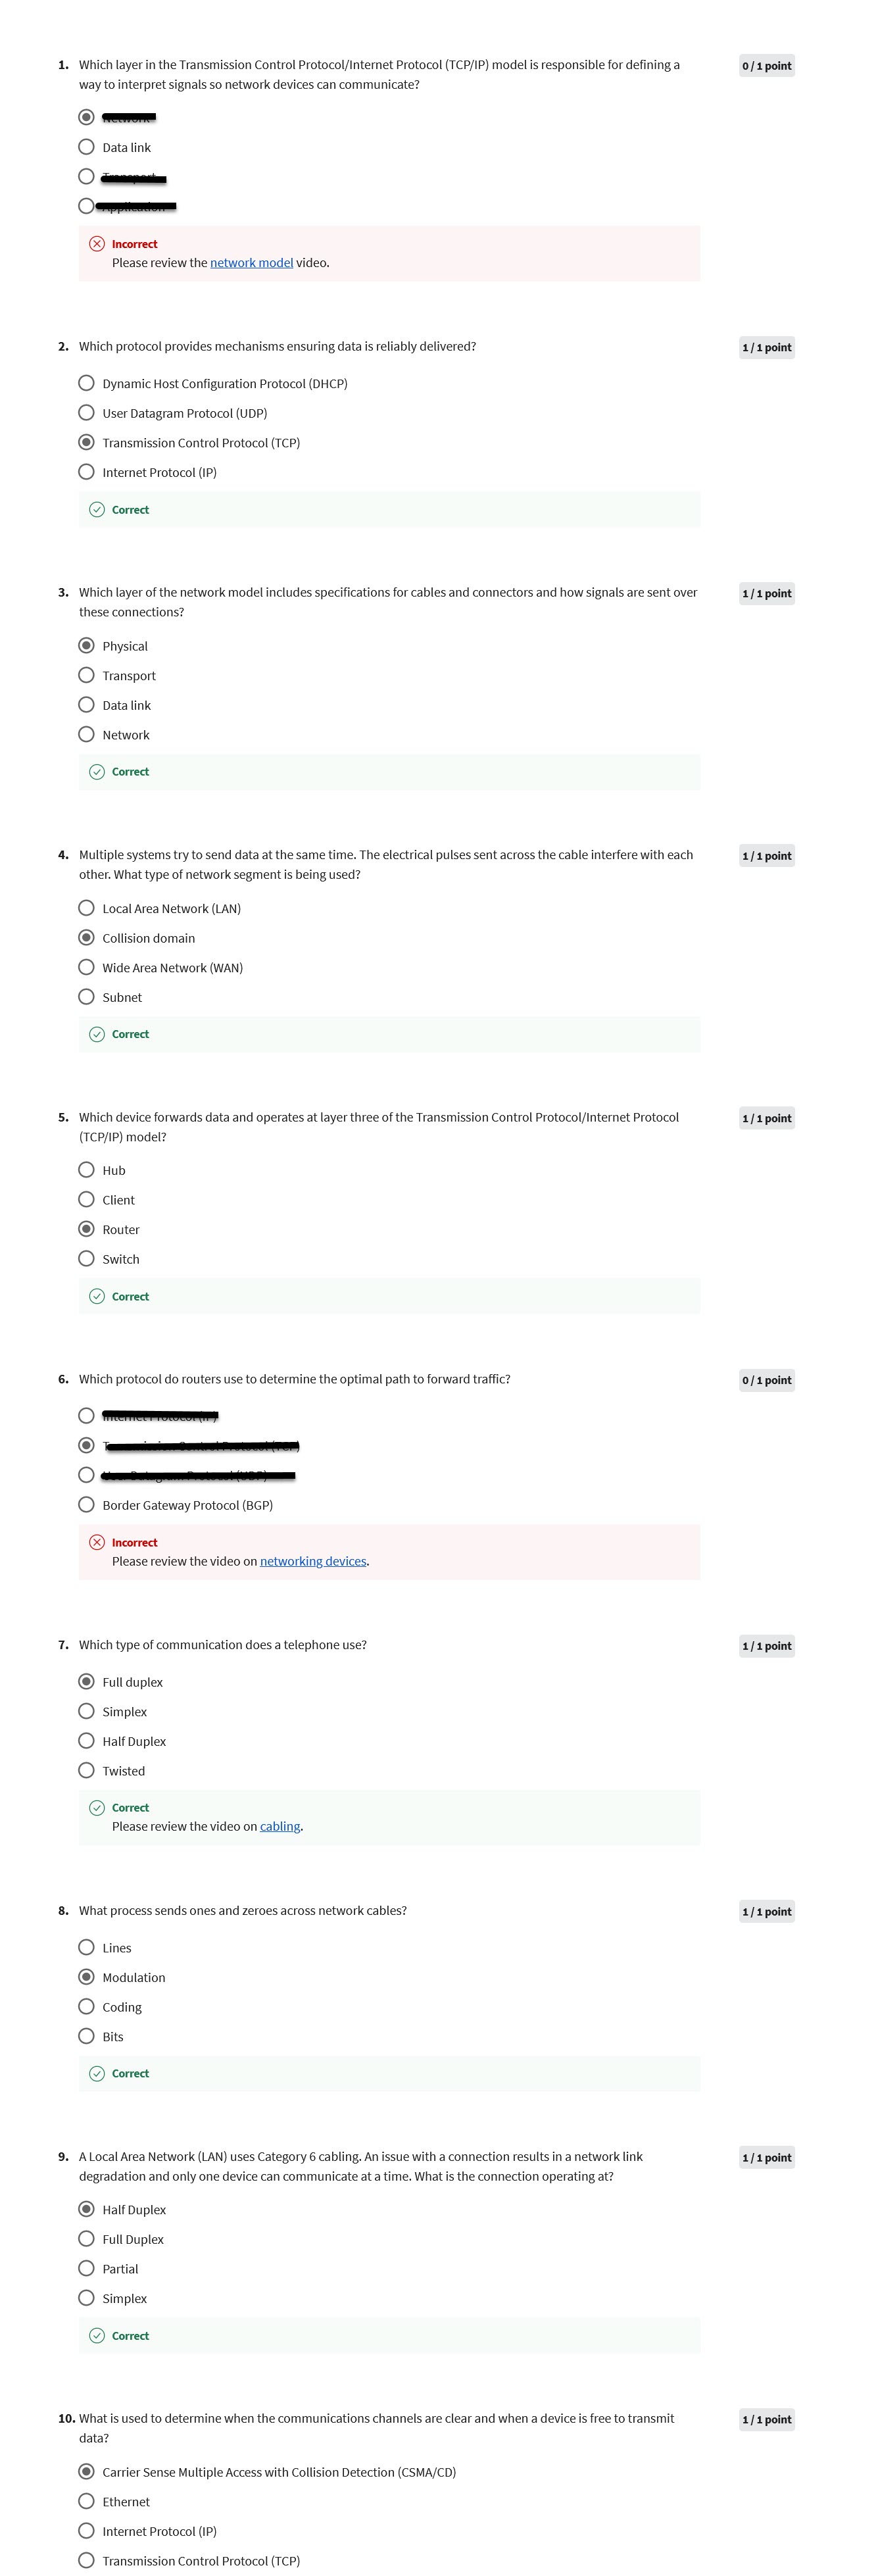 1. Which layer in the Transmission Control Protocol/Internet Protocol (TCP/IP) model is responsible for defining a
way to interpret signals so network devices can communicate?
0 / 1 point
Data link
Incorrect
Please review the network model video.
2. Which protocol provides mechanisms ensuring data is reliably delivered?
1 / 1 point
Dynamic Host Configuration Protocol (DHCP)
User Datagram Protocol (UDP)
Transmission Control Protocol (TCP)
Internet Protocol (IP)
Correct
3. Which layer of the network model includes specifications for cables and connectors and how signals are sent over
these connections?
1 / 1 point
Physical
Transport
Data link
Network
Correct
4. Multiple systems try to send data at the same time. The electrical pulses sent across the cable interfere with each
other. What type of network segment is being used?
1 / 1 point
Local Area Network (LAN)
Collision domain
Wide Area Network (WAN)
Subnet
Correct
5. Which device forwards data and operates at layer three of the Transmission Control Protocol/Internet Protocol
(TCP/IP) model?
1 / 1 point
Hub
Client
Router
Switch
Correct
6. Which protocol do routers use to determine the optimal path to forward traffic?
0 / 1 point
Border Gateway Protocol (BGP)
Incorrect
Please review the video on networking devices.
7. Which type of communication does a telephone use?
1 / 1 point
Full duplex
Simplex
Half Duplex
Twisted
Correct
Please review the video on cabling.
8. What process sends ones and zeroes across network cables?
1 / 1 point
Lines
Modulation
Coding
Bits
Correct
9. A Local Area Network (LAN) uses Category 6 cabling. An issue with a connection results in a network link
degradation and only one device can communicate at a time. What is the connection operating at?
1 / 1 point
Half Duplex
Full Duplex
Partial
Simplex
Correct
10. What is used to determine when the communications channels are clear and when a device is free to transmit
data?
1 / 1 point
Carrier Sense Multiple Access with Collision Detection (CSMA/CD)
Ethernet
Internet Protocol (IP)
Transmission Control Protocol (TCP)